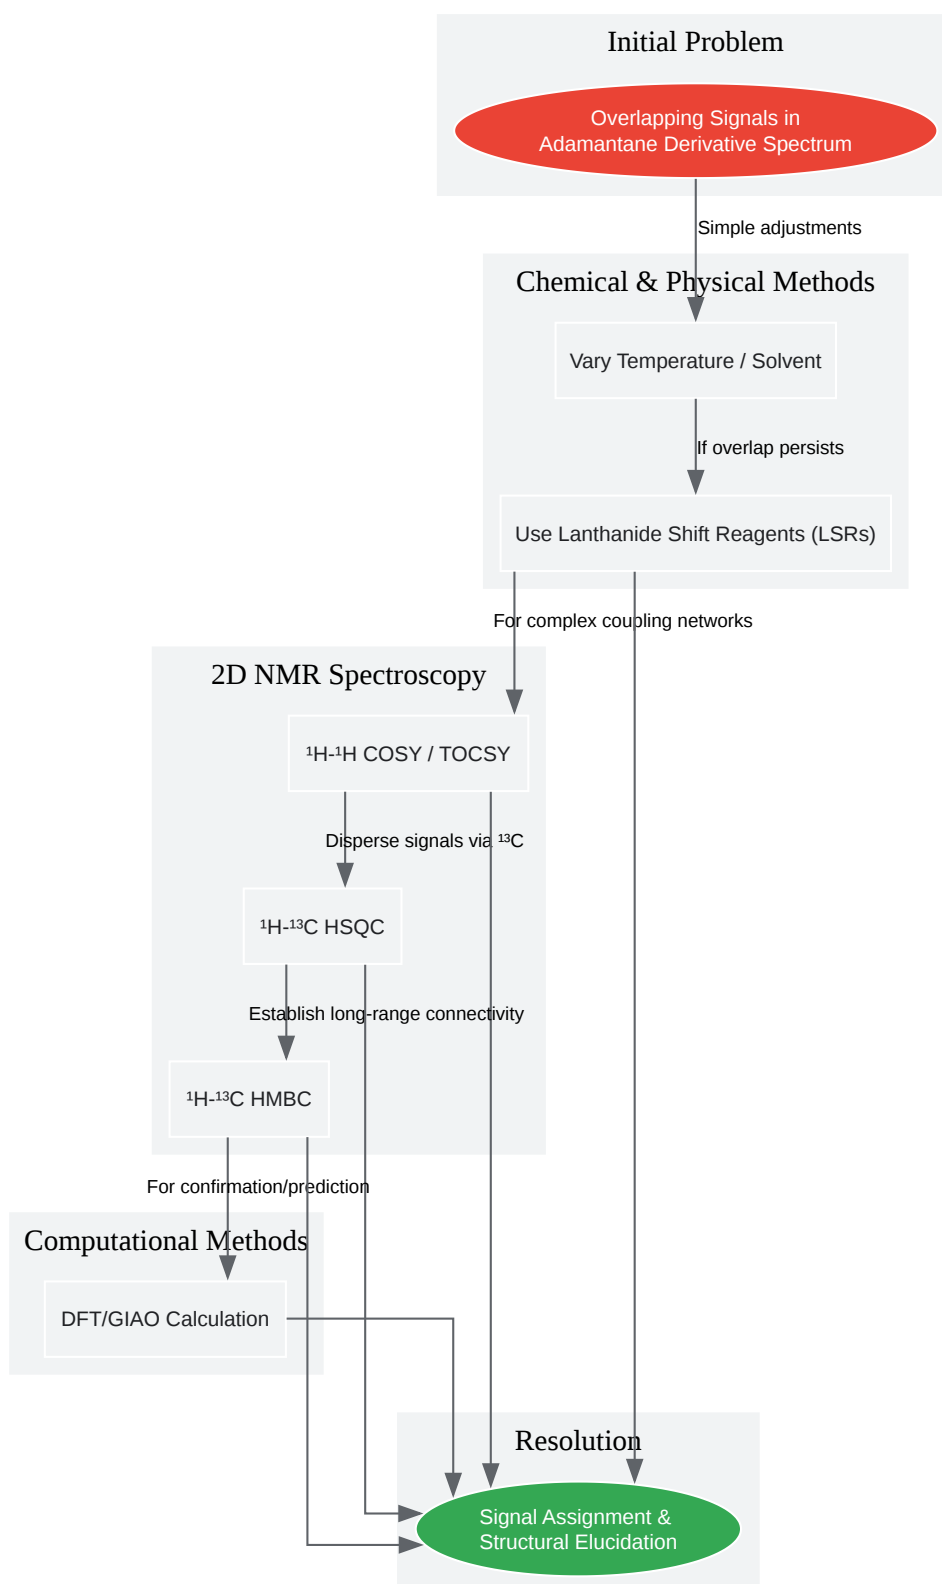 Initial Problem
Overlapping Signals in
Adamantane Derivative Spectrum
Simple adjustments
Chemical & Physical Methods
Vary Temperature / Solvent
If overlap persists
Use Lanthanide Shift Reagents (LSRs)
For complex coupling networks
2D NMR Spectroscopy
¹H-¹H COSY / TOCSY
Disperse signals via ¹³C
¹H-¹³C HSQC
Establish long-range connectivity
¹H-¹³C HMBC
For confirmation/prediction
Computational Methods
DFT/GIAO Calculation
Resolution
Signal Assignment &
Structural Elucidation